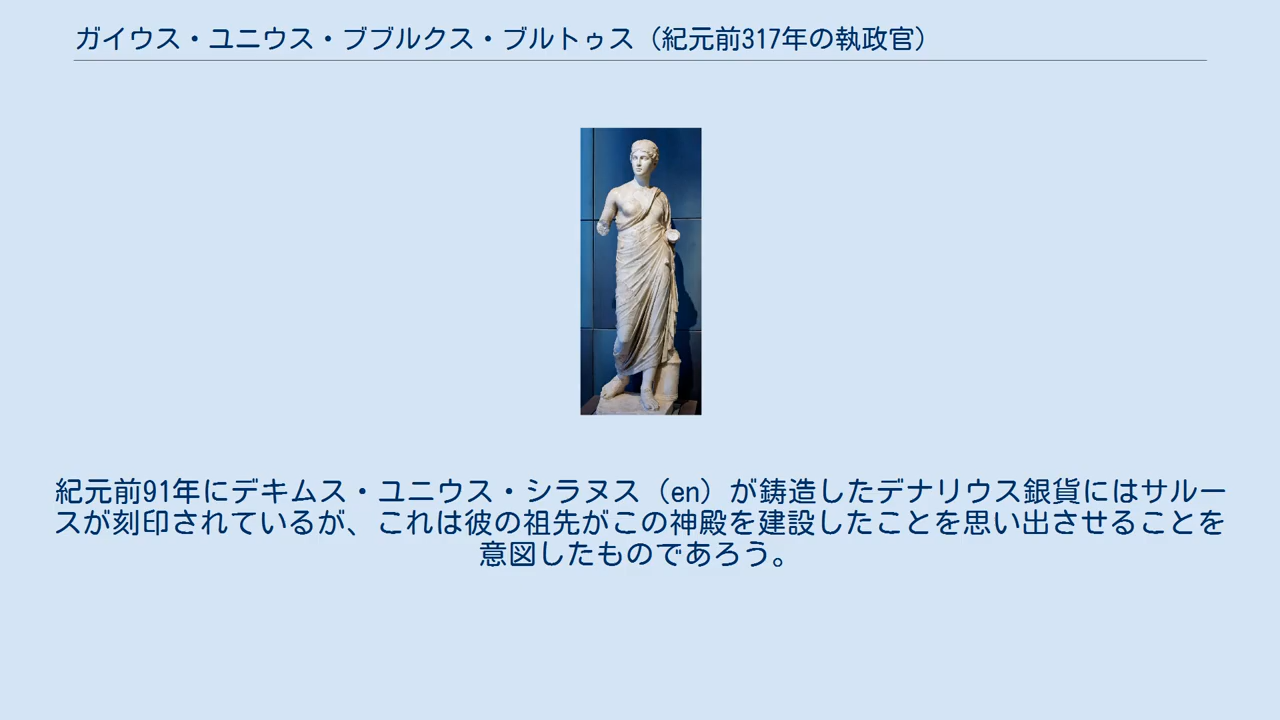 ガイウス・ユニウス・ブブルクス・ブルトゥス（紀元前317年の執政官）
紀元前91年にデキムス・ユニウス・シラヌス（en）が鋳造したデナリウス銀貨にはサルー
スが刻印されているが、これは彼の祖先がこの神殿を建設したことを思い出させることを
意図したものであろう。